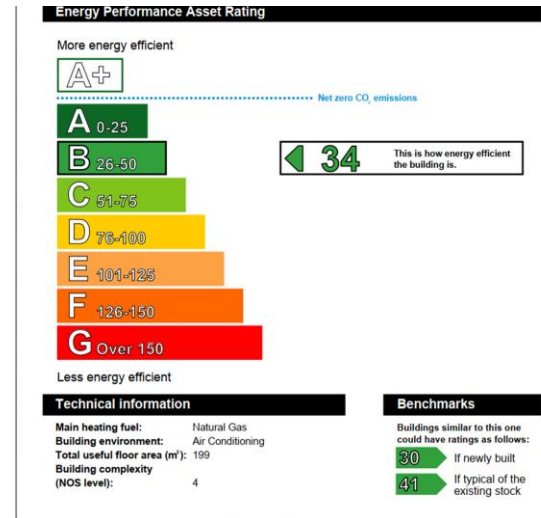 Energy Performance Asset Rating
More energy efficient
A+
Net zero CO₂ emissions
A 0-25
B 26-50
34 This is how energy efficient
the building is.
C 51-75
D 76-100
E 101-125
F 126-150
G Over 150
Less energy efficient
Technical information
Main heating fuel: Natural Gas
Building environment: Air Conditioning
Total useful floor area (m²): 199
Building complexity
(NOS level): 4
Benchmarks
Buildings similar to this one
could have ratings as follows:
30 If newly built
41 If typical of the
existing stock